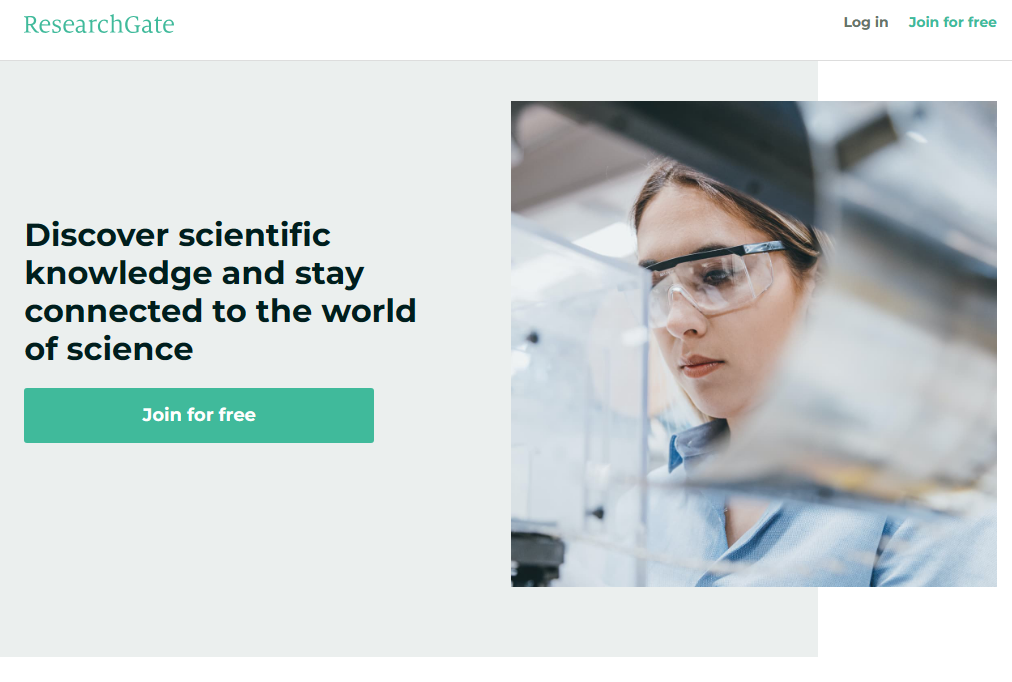 ResearchGate
Log in
Join for free
Discover scientific
knowledge and stay
connected to the world
of science
Join for free